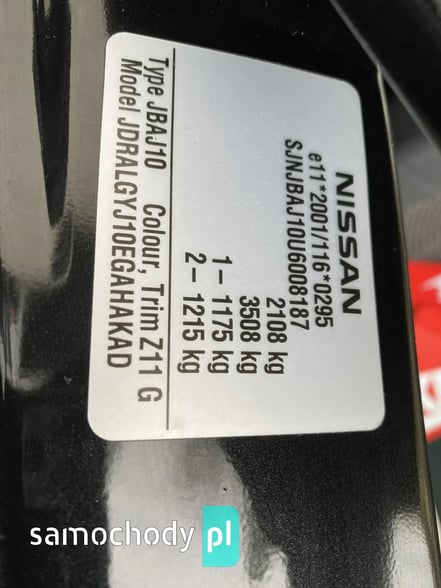 NISSAN
e11*2001/116*0295
SJNJBAJ10U6008187
2108 kg
3508 kg
1 – 1175 kg
2 – 1215 kg
Type JBAJ10 Colour, Trim Z11 G
Model JDRALGYJ10EGAHAKAD
samochody pl